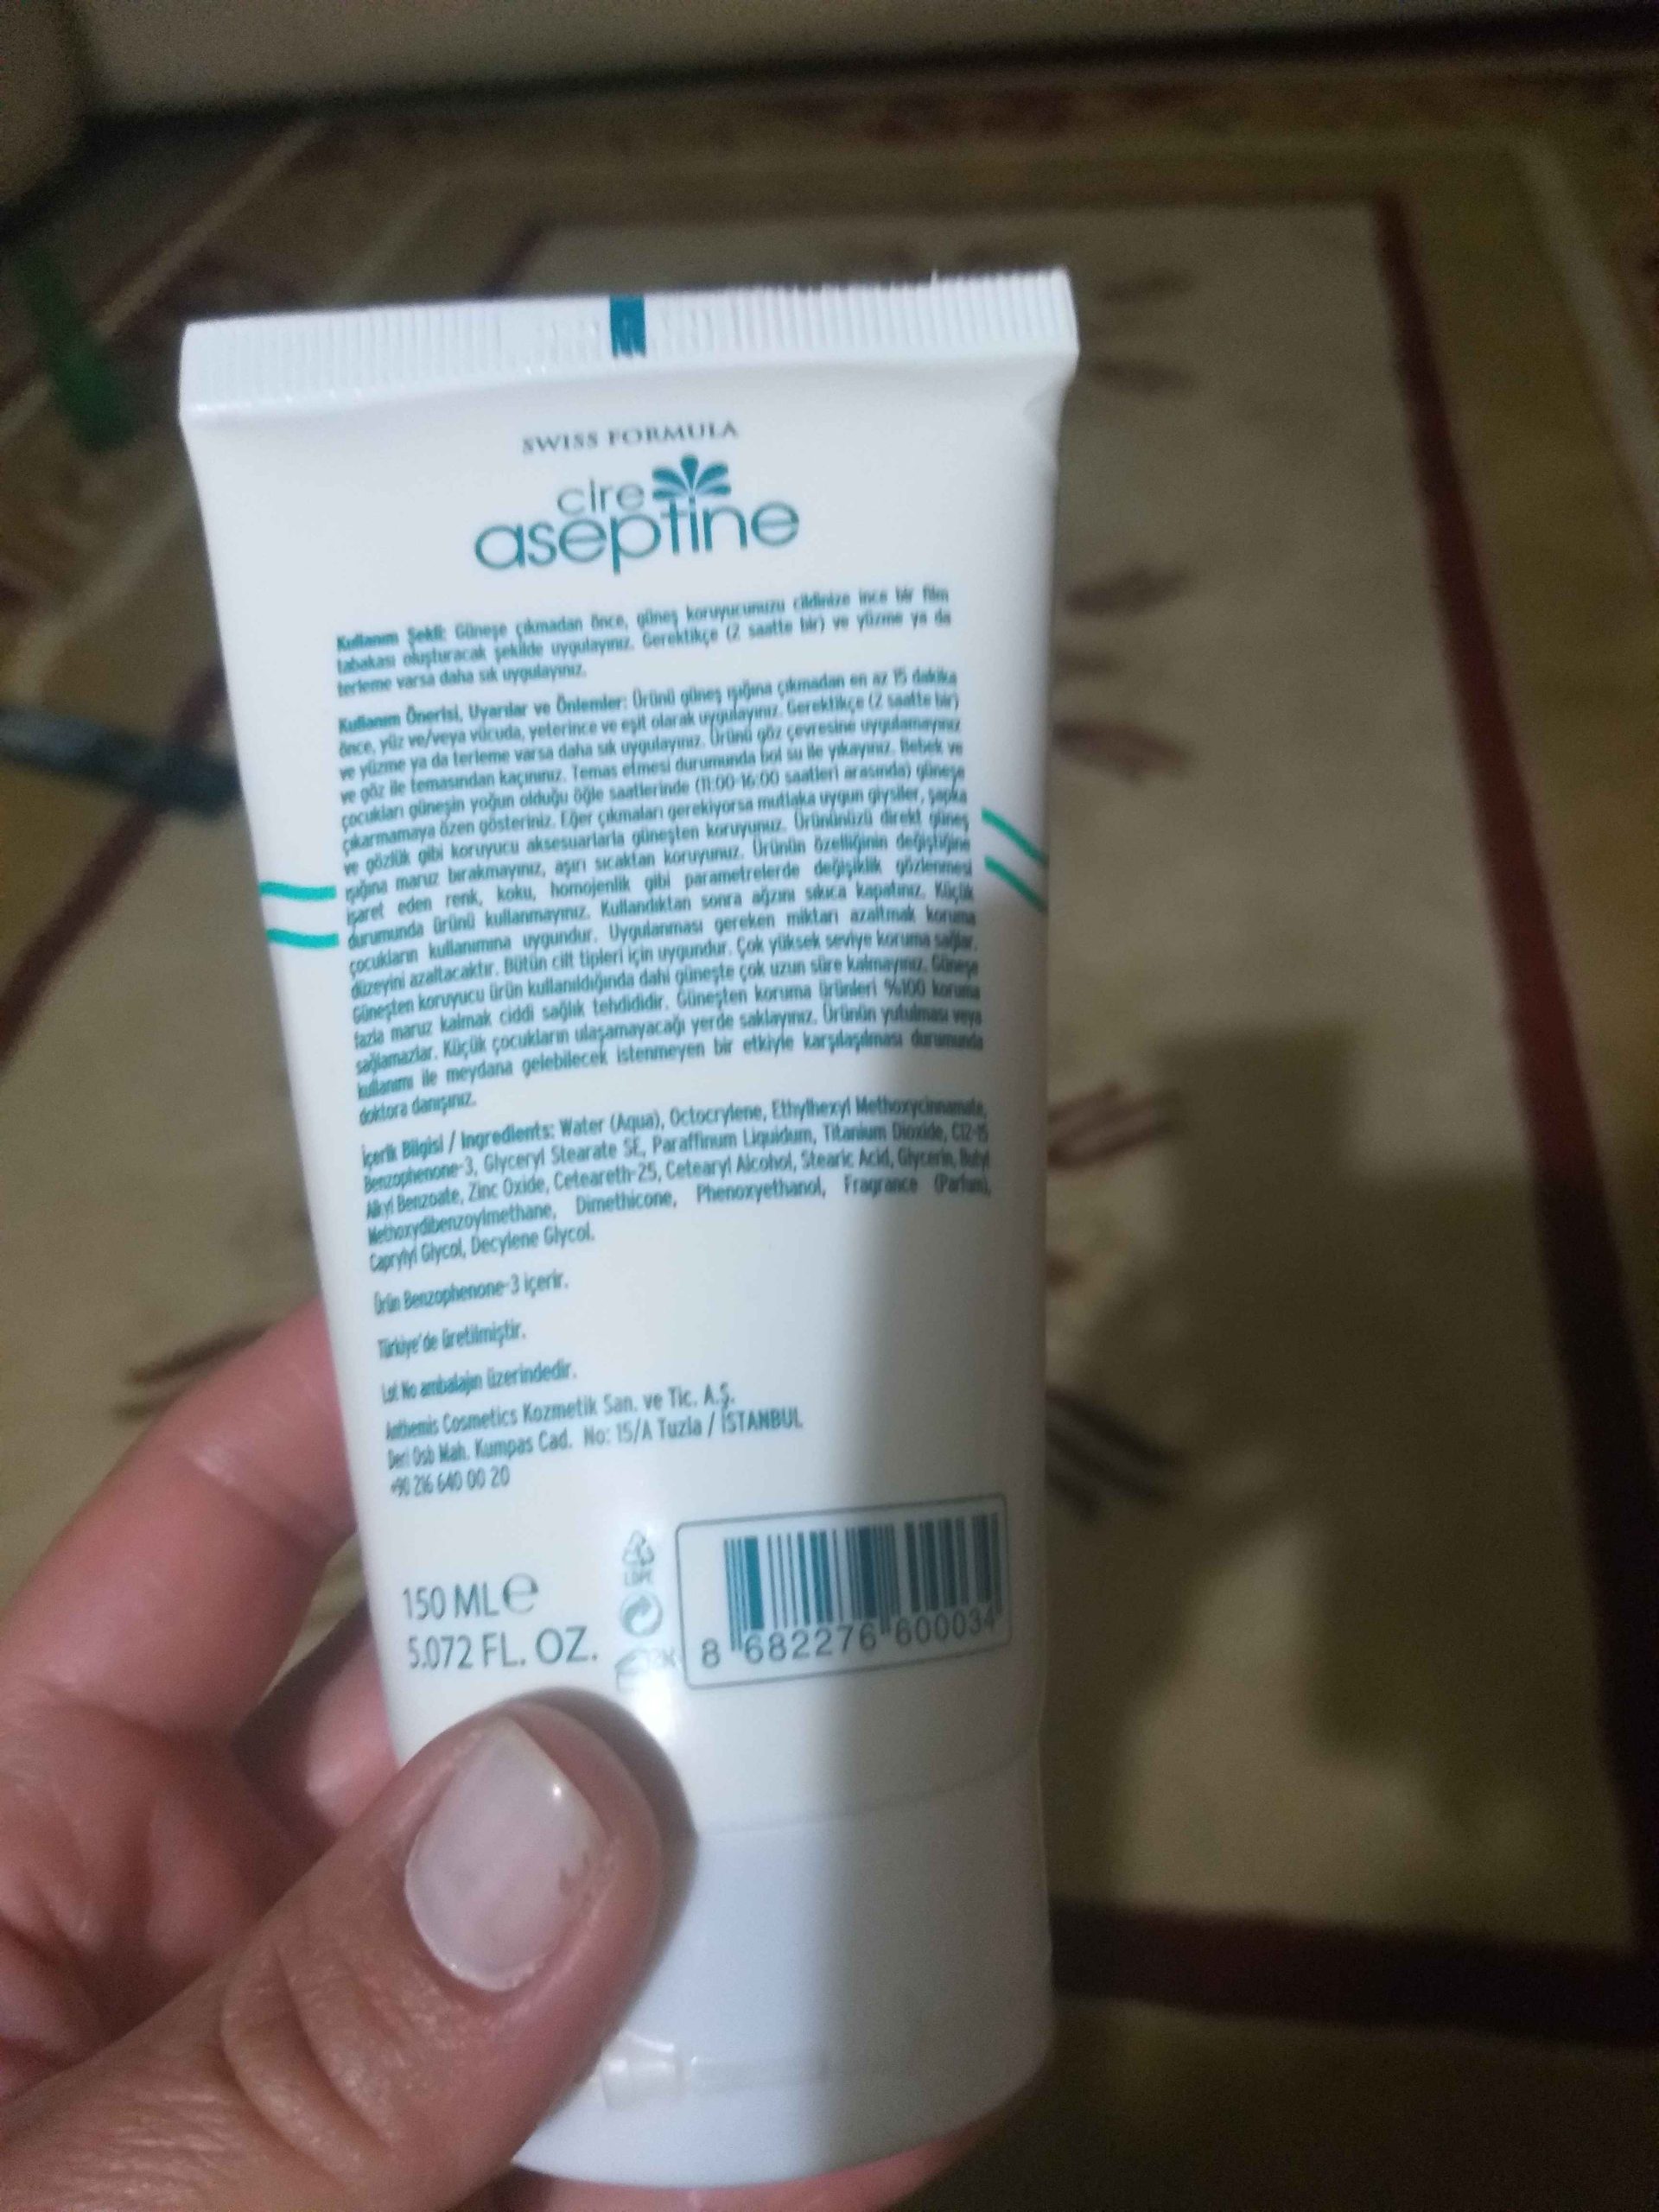 SWISS FORMULA
cire
aseptine
Kullanım Şekli: Güneşe çıkmadan önce, güneş koruyucunuzu cildinize ince bir film
tabakası oluşturacak şekilde uygulayınız. Gerektikçe (2 saatte bir) ve yüzme ya da
terleme varsa daha sık uygulayınız.
Kullanım Önerisi, Uyarılar ve Önlemler: Ürünü güneş ışığına çıkmadan en az 15 dakika
önce, yüz ve/veya vücuda, yeterince ve eşit olarak uygulayınız. Gerektikçe (2 saatte bir)
ve yüzme ya da terleme varsa daha sık uygulayınız. Ürünü göz çevresine uygulamayınız
ve göz ile temasından kaçınınız. Temas etmesi durumunda bol su ile yıkayınız. Bebek ve
çocukları güneşin yoğun olduğu öğle saatlerinde (11:00-16:00 saatleri arasında) güneşe
çıkarmamaya özen gösteriniz. Eğer çıkmaları gerekiyorsa mutlaka uygun giysiler, şapka
ve gözlük gibi koruyucu aksesuarlarla güneşten koruyunuz. Ürününüzü direkt güneş
ışığına maruz bırakmayınız, aşırı sıcaktan koruyunuz. Ürünün özelliğinin değiştiğine
işaret eden renk, koku, homojenlik gibi parametrelerde değişiklik gözlenmesi
durumunda ürünü kullanmayınız. Kullandıktan sonra ağzını sıkıca kapatınız. Küçük
çocukların kullanımına uygundur. Uygulanması gereken miktarı azaltmak koruma
düzeyini azaltacaktır. Bütün cilt tipleri için uygundur. Çok yüksek seviye koruma sağlar.
Güneşten koruyucu ürün kullanıldığında dahi güneşte çok uzun süre kalmayınız. Güneşe
fazla maruz kalmak ciddi sağlık tehdididir. Güneşten koruma ürünleri %100 koruma
sağlamazlar. Küçük çocukların ulaşamayacağı yerde saklayınız. Ürünün yutulması veya
kullanımı ile meydana gelebilecek istenmeyen bir etkiyle karşılaşılması durumunda
doktora danışınız.
İçerik Bilgisi / Ingredients: Water (Aqua), Octocrylene, Ethylhexyl Methoxycinnamate,
Benzophenone-3, Glyceryl Stearate SE, Paraffinum Liquidum, Titanium Dioxide, C12-15
Alkyl Benzoate, Zinc Oxide, Ceteareth-25, Cetearyl Alcohol, Stearic Acid, Glycerin, Butyl
Methoxydibenzoylmethane, Dimethicone, Phenoxyethanol, Fragrance (Parfum),
Caprylyl Glycol, Decylene Glycol.
Ürün Benzophenone-3 içerir.
Türkiye'de üretilmiştir.
Lot No ambalajın üzerindedir.
Anthemis Cosmetics Kozmetik San. ve Tic. A.Ş.
Deri Osb Mah. Kumpas Cad. No: 15/A Tuzla / İSTANBUL
+90 216 640 00 20
150 ML e
5.072 FL. OZ.
LDPE
8 682276 600034